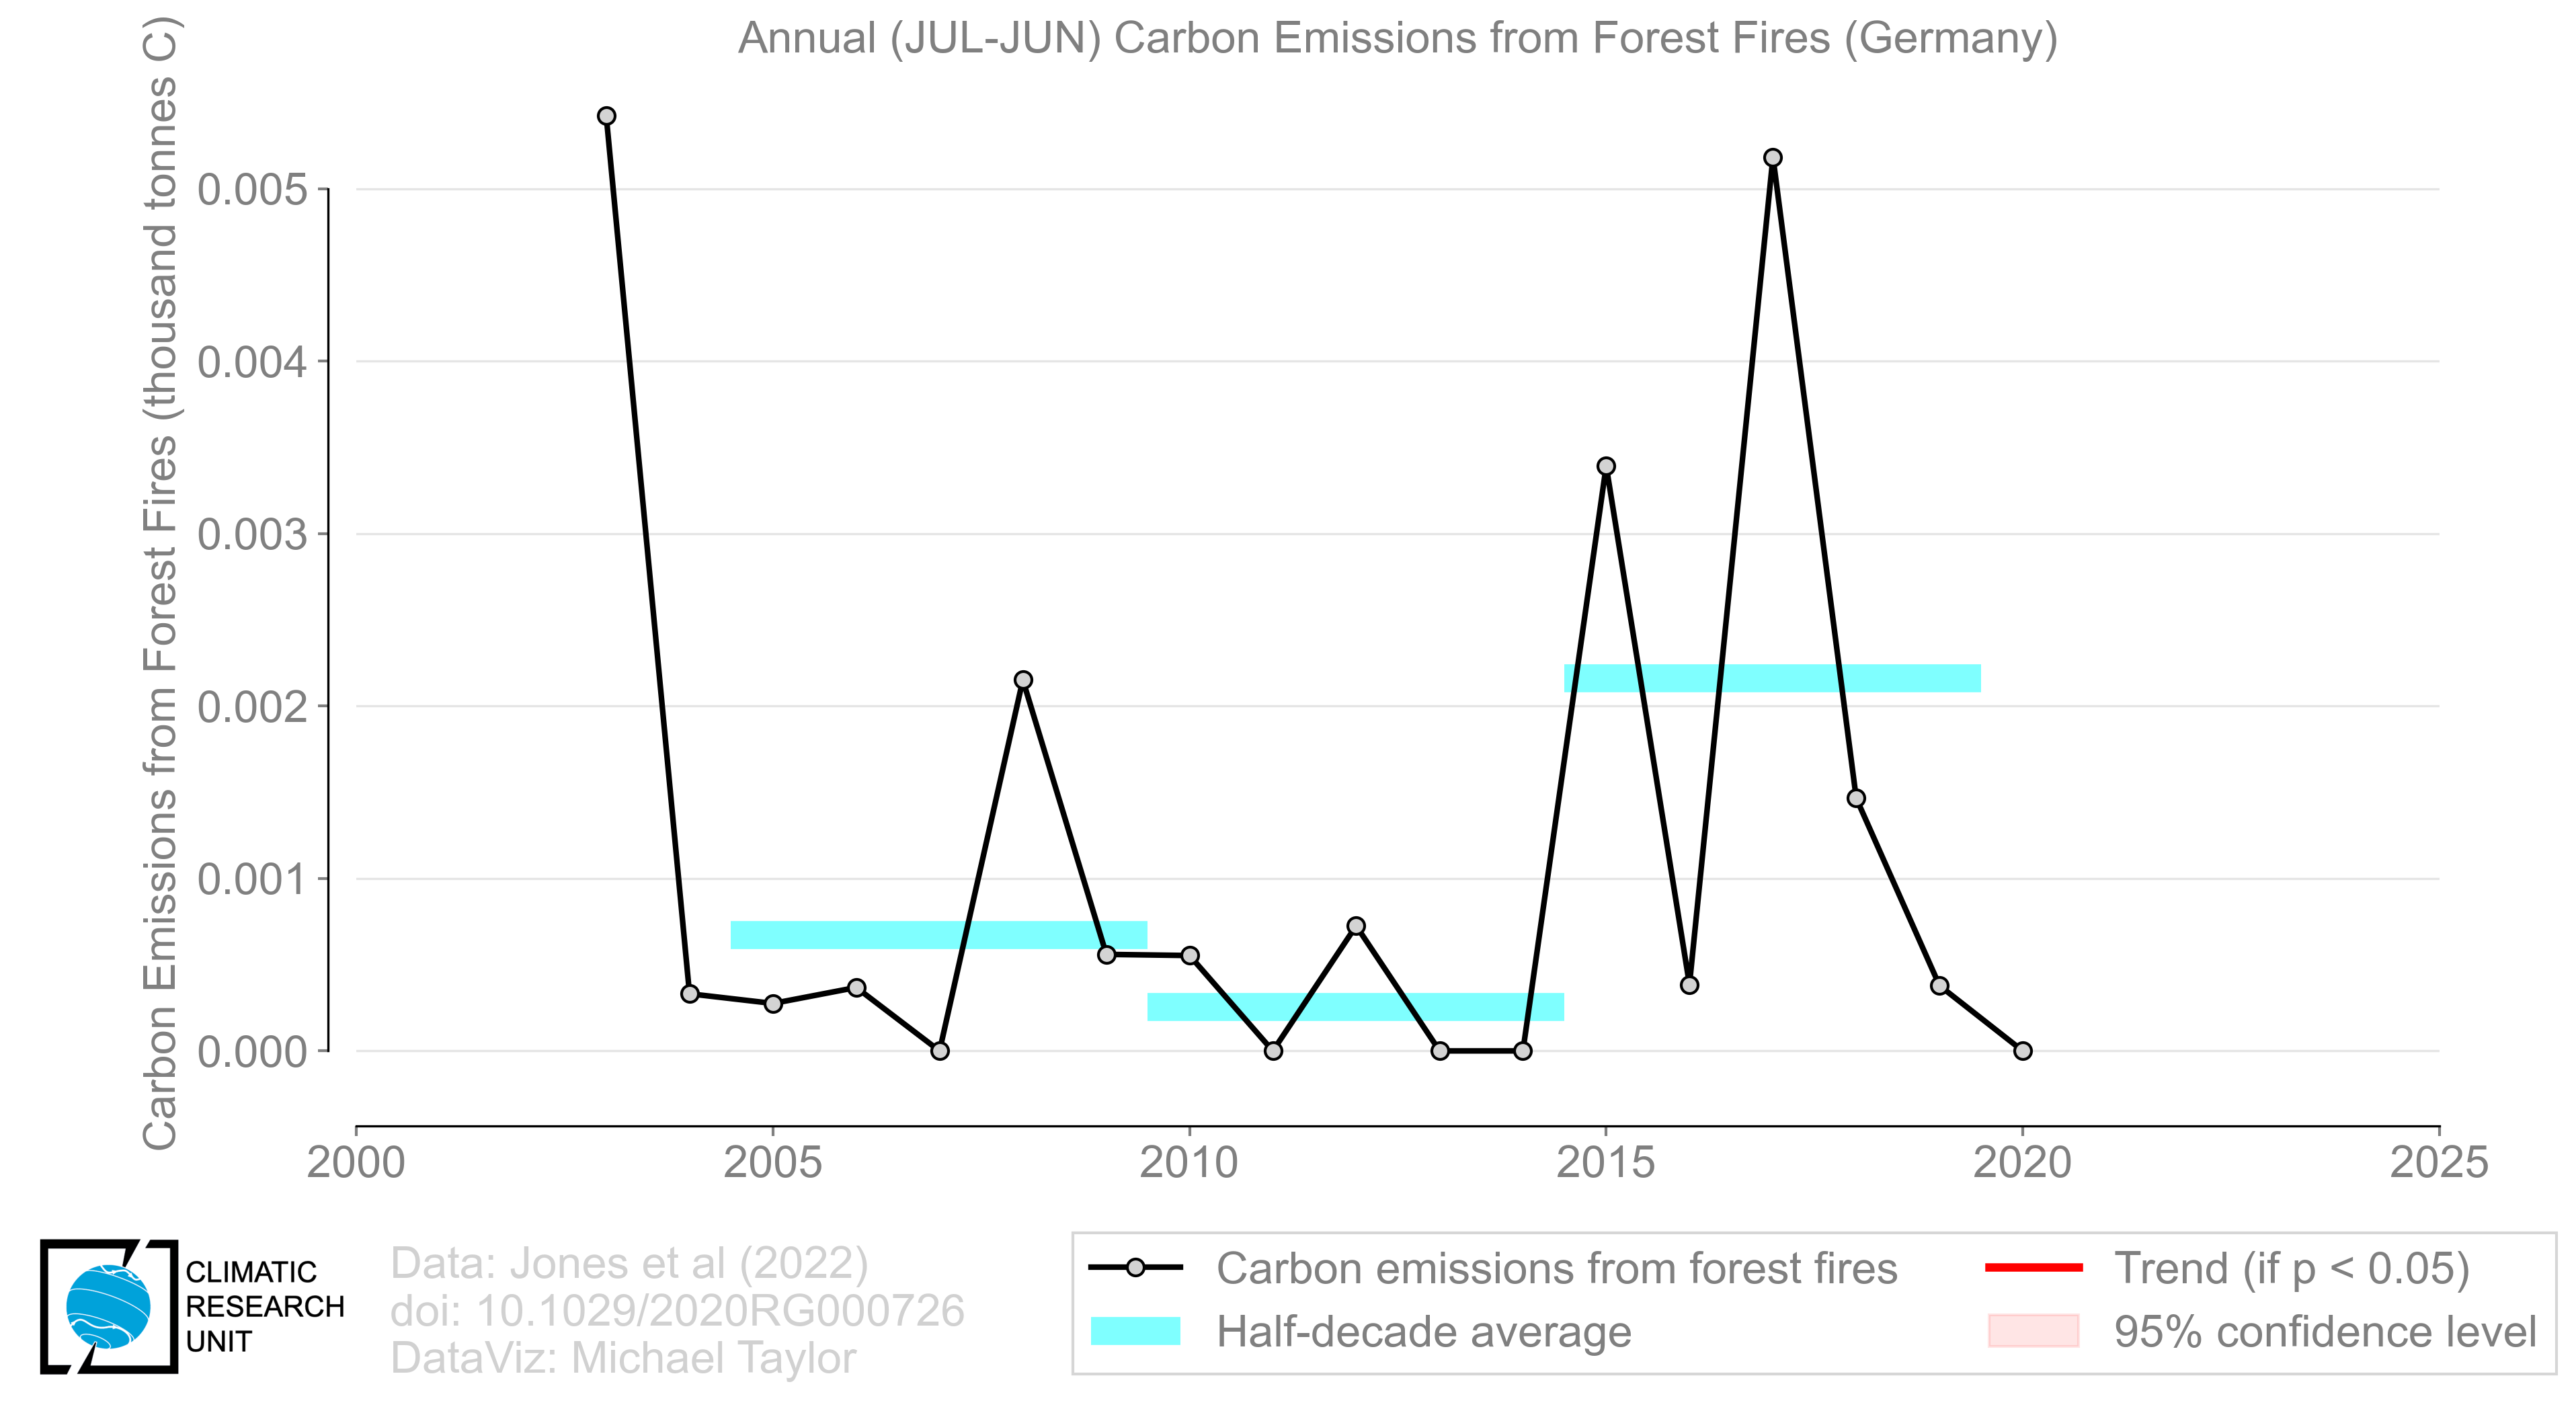 Annual (JUL-JUN) Carbon Emissions from Forest Fires (Germany)
Carbon Emissions from Forest Fires (thousand tonnes C)
0.005
0.004
0.003
0.002
0.001
0.000
2000 2005 2010 2015 2020 2025
CLIMATIC
RESEARCH
UNIT
Data: Jones et al (2022)
doi: 10.1029/2020RG000726
DataViz: Michael Taylor
Carbon emissions from forest fires
Half-decade average
Trend (if p < 0.05)
95% confidence level